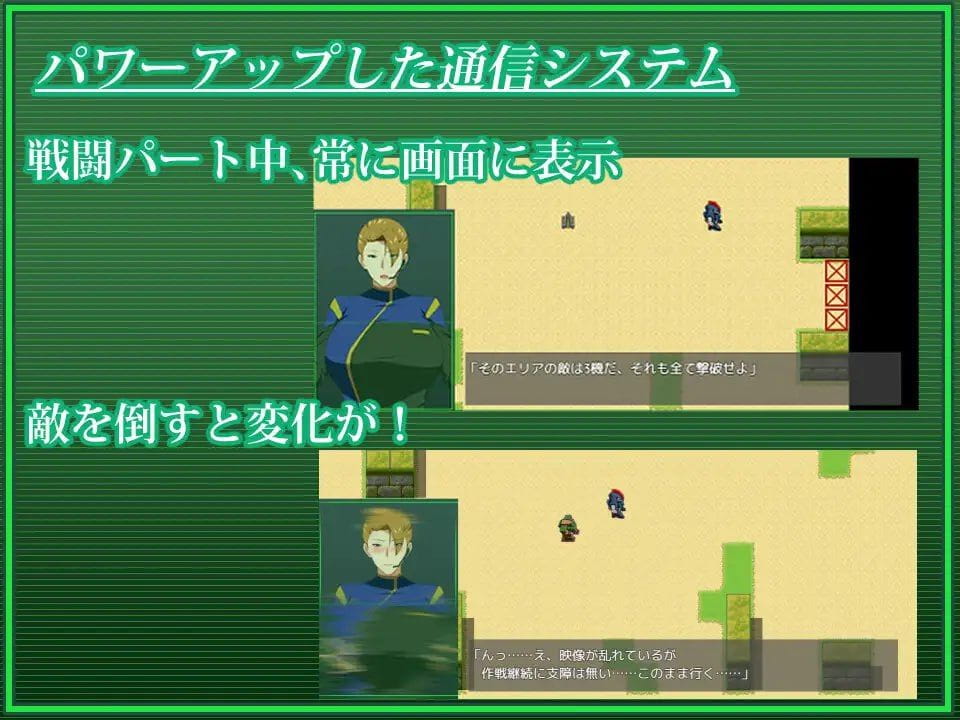 パワーアップした通信システム
戦闘パート中、常に画面に表示
「そのエリアの敵は3機だ、それも全て撃破せよ」
敵を倒すと変化が！
「んっ……え、映像が乱れているが
作戦継続に支障は無い……このまま行く……」